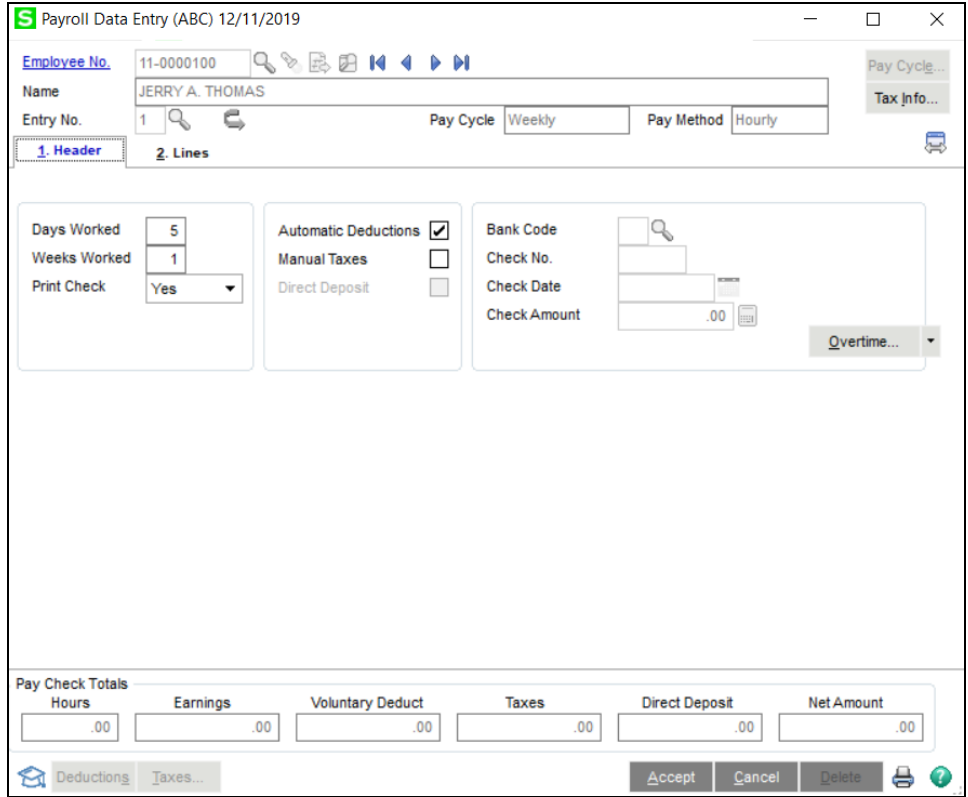 S Payroll Data Entry (ABC) 12/11/2019
Employee No. 11-0000100
Pay Cycle...
Name JERRY A. THOMAS
Tax Info...
Entry No. 1 Pay Cycle Weekly Pay Method Hourly
1. Header 2. Lines
Days Worked 5
Weeks Worked 1
Print Check Yes
Automatic Deductions
Manual Taxes
Direct Deposit
Bank Code
Check No.
Check Date
Check Amount .00
Overtime...
Pay Check Totals
Hours Earnings Voluntary Deduct Taxes Direct Deposit Net Amount
.00 .00 .00 .00 .00 .00
Deductions Taxes... Accept Cancel Delete ?